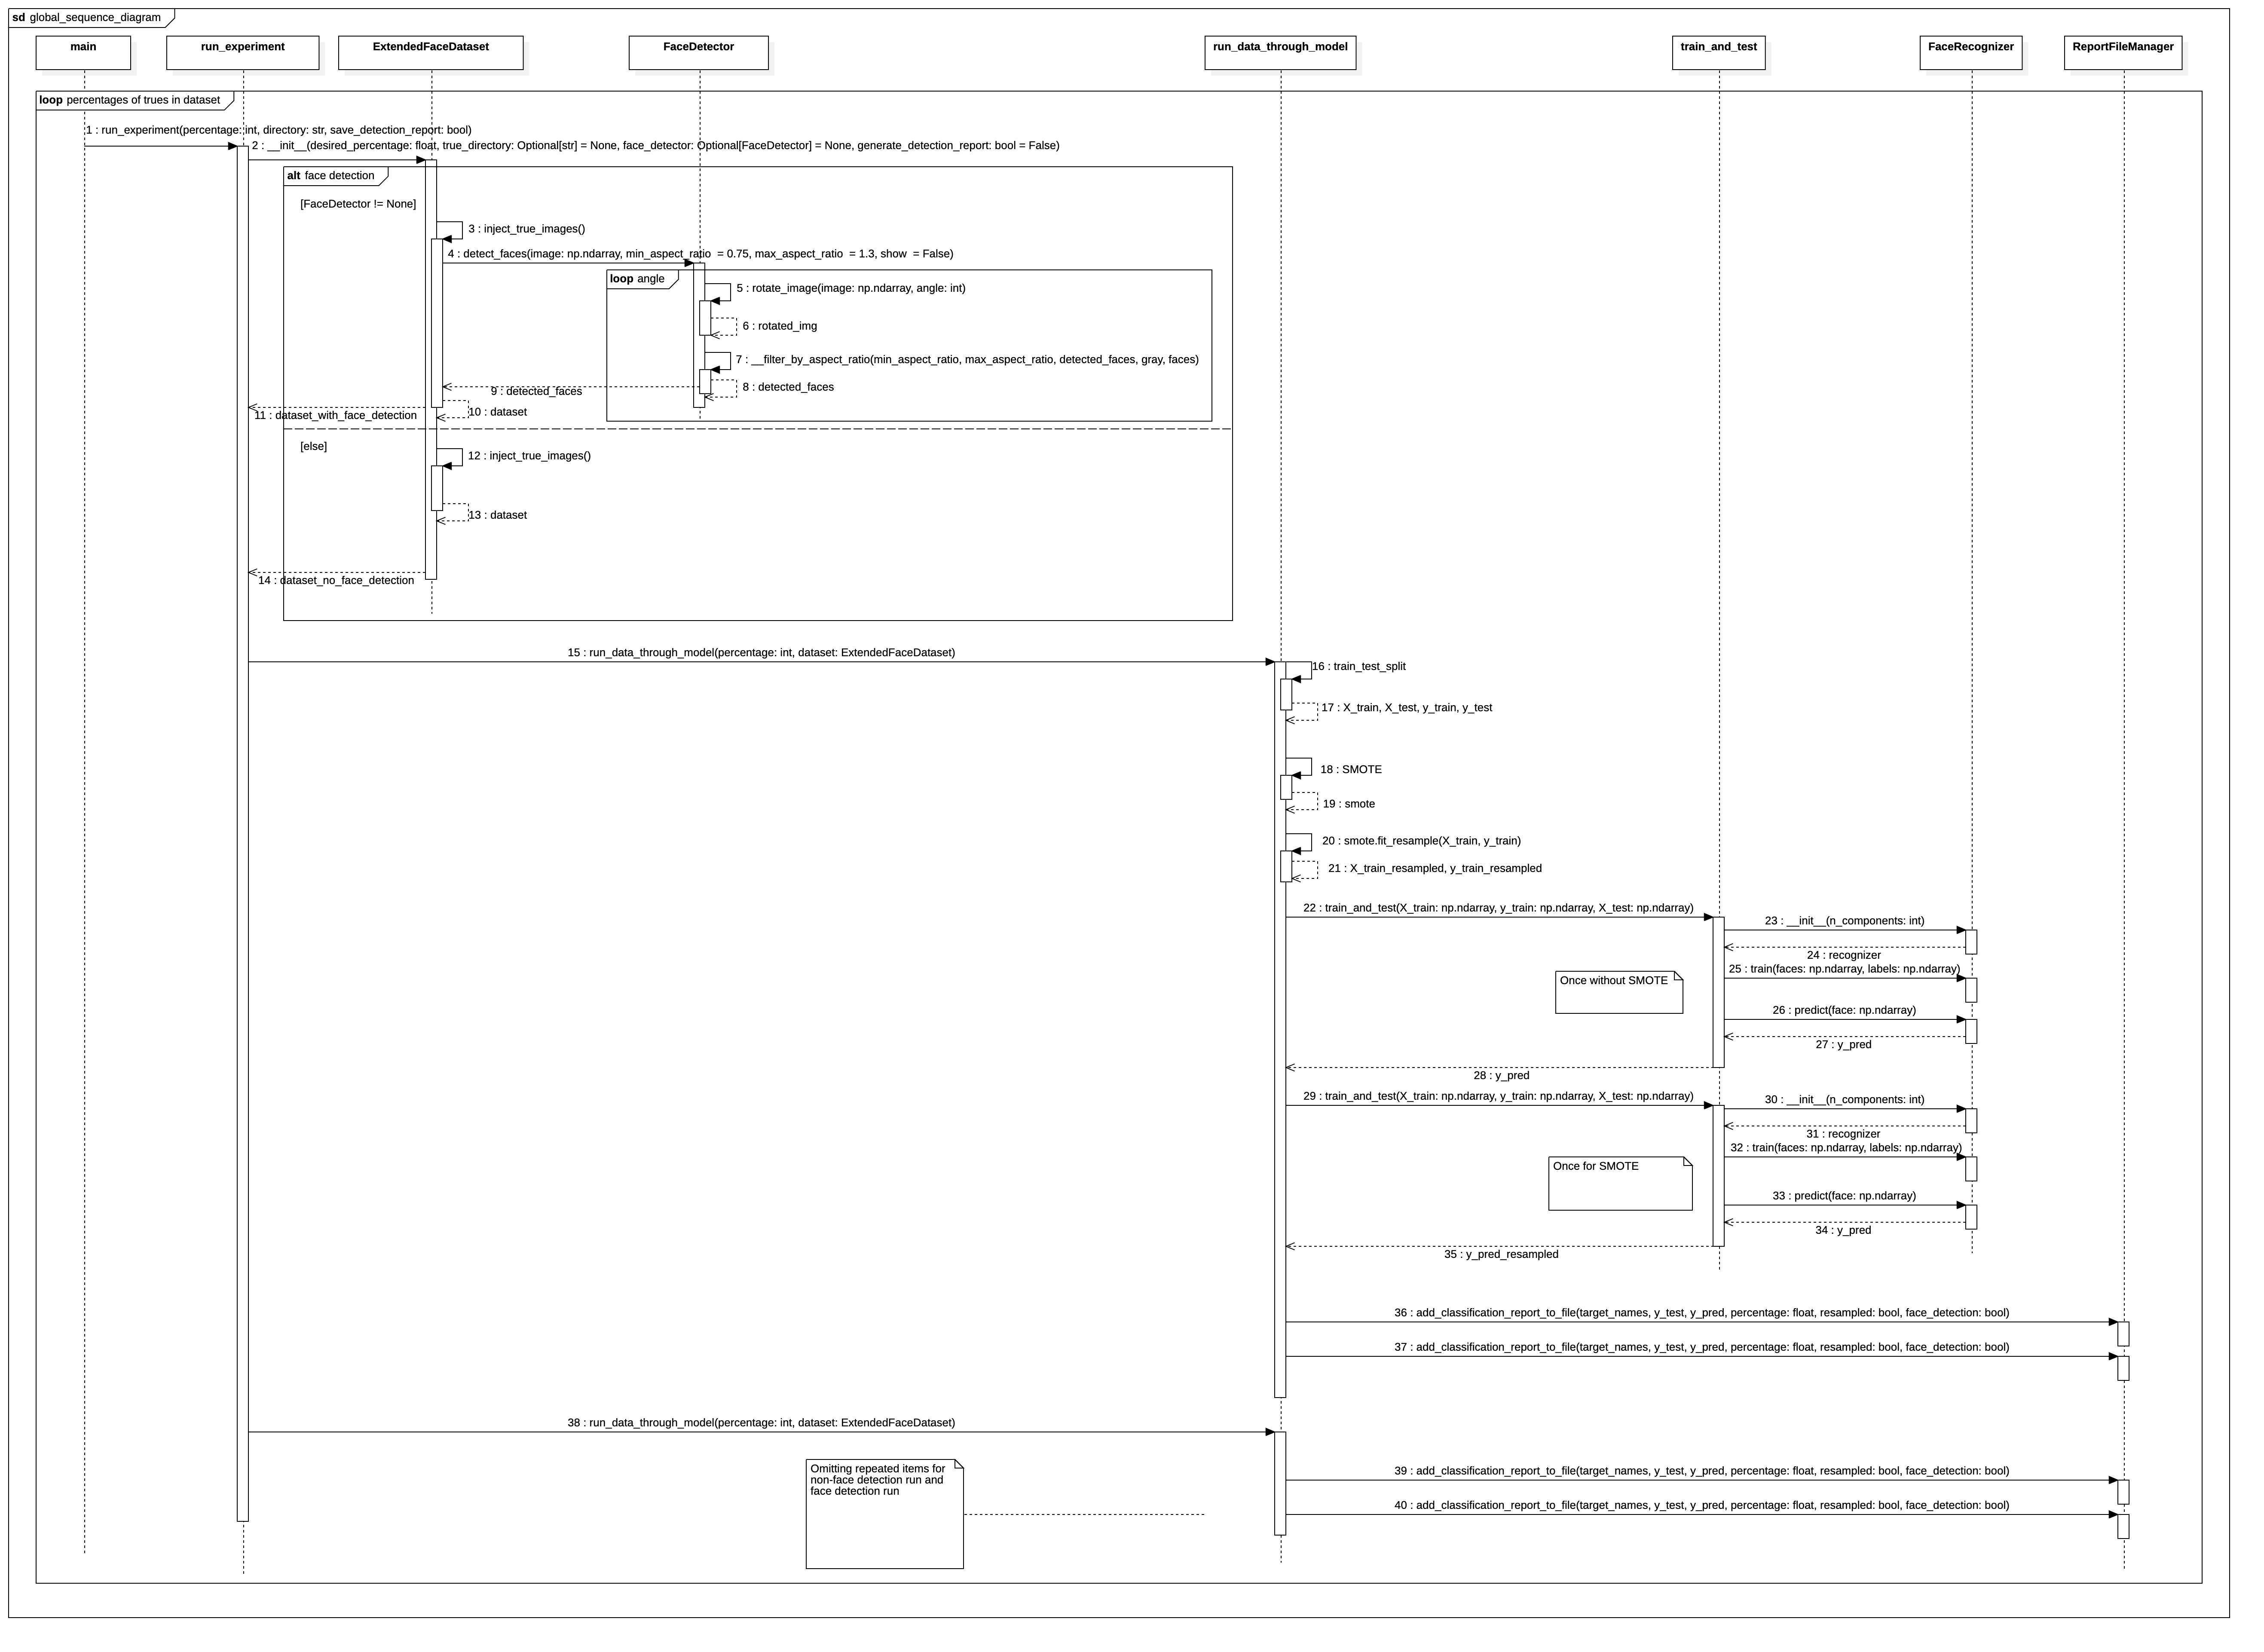 sd global_sequence_diagram
main
run_experiment
ExtendedFaceDataset
FaceDetector
run_data_through_model
train_and_test
FaceRecognizer
ReportFileManager
loop percentages of trues in dataset
1 : run_experiment(percentage: int, directory: str, save_detection_report: bool)
2 : __init__(desired_percentage: float, true_directory: Optional[str] = None, face_detector: Optional[FaceDetector] = None, generate_detection_report: bool = False)
alt face detection
[FaceDetector != None]
3 : inject_true_images()
4 : detect_faces(image: np.ndarray, min_aspect_ratio  = 0.75, max_aspect_ratio  = 1.3, show  = False)
loop angle
5 : rotate_image(image: np.ndarray, angle: int)
6 : rotated_img
7 : __filter_by_aspect_ratio(min_aspect_ratio, max_aspect_ratio, detected_faces, gray, faces)
8 : detected_faces
9 : detected_faces
10 : dataset
11 : dataset_with_face_detection
[else]
12 : inject_true_images()
13 : dataset
14 : dataset_no_face_detection
15 : run_data_through_model(percentage: int, dataset: ExtendedFaceDataset)
16 : train_test_split
17 : X_train, X_test, y_train, y_test
18 : SMOTE
19 : smote
20 : smote.fit_resample(X_train, y_train)
21 : X_train_resampled, y_train_resampled
22 : train_and_test(X_train: np.ndarray, y_train: np.ndarray, X_test: np.ndarray)
23 : __init__(n_components: int)
24 : recognizer
25 : train(faces: np.ndarray, labels: np.ndarray)
Once without SMOTE
26 : predict(face: np.ndarray)
27 : y_pred
28 : y_pred
29 : train_and_test(X_train: np.ndarray, y_train: np.ndarray, X_test: np.ndarray)
30 : __init__(n_components: int)
31 : recognizer
32 : train(faces: np.ndarray, labels: np.ndarray)
Once for SMOTE
33 : predict(face: np.ndarray)
34 : y_pred
35 : y_pred_resampled
36 : add_classification_report_to_file(target_names, y_test, y_pred, percentage: float, resampled: bool, face_detection: bool)
37 : add_classification_report_to_file(target_names, y_test, y_pred, percentage: float, resampled: bool, face_detection: bool)
38 : run_data_through_model(percentage: int, dataset: ExtendedFaceDataset)
Omitting repeated items for
non-face detection run and
face detection run
39 : add_classification_report_to_file(target_names, y_test, y_pred, percentage: float, resampled: bool, face_detection: bool)
40 : add_classification_report_to_file(target_names, y_test, y_pred, percentage: float, resampled: bool, face_detection: bool)